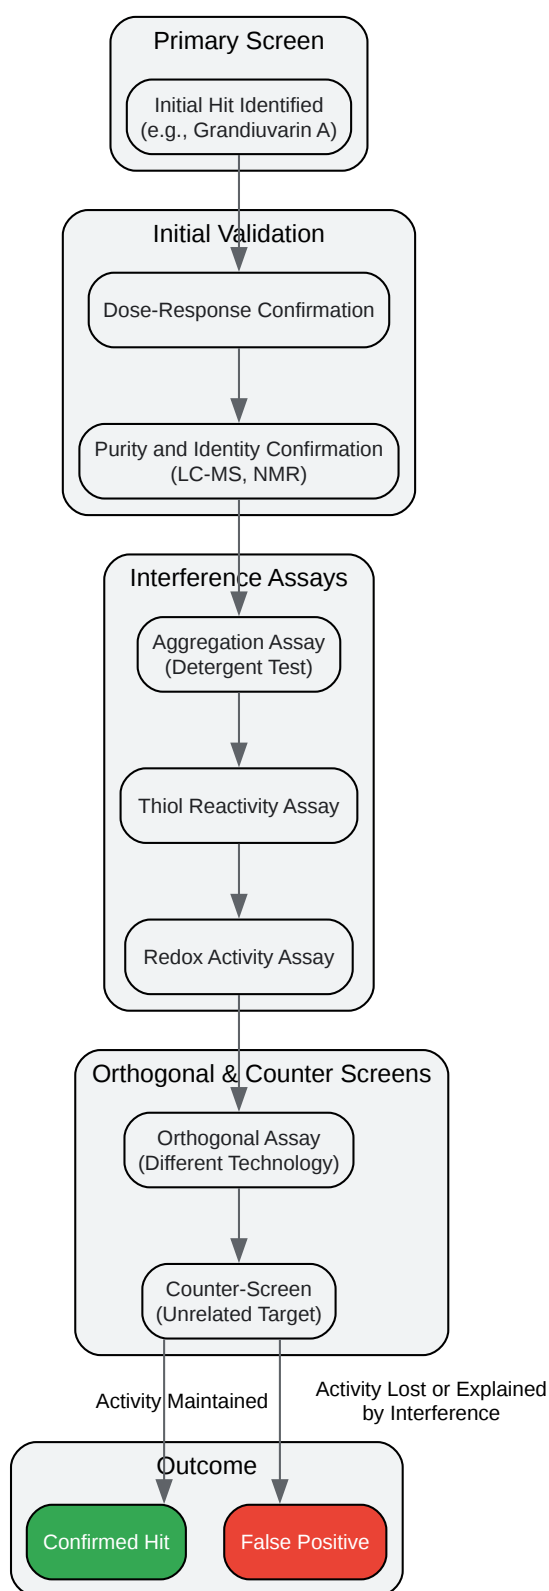 Primary Screen
Initial Hit Identified
(e.g., Grandiuvarin A)
Initial Validation
Dose-Response Confirmation
Purity and Identity Confirmation
(LC-MS, NMR)
Interference Assays
Aggregation Assay
(Detergent Test)
Thiol Reactivity Assay
Redox Activity Assay
Orthogonal & Counter Screens
Orthogonal Assay
(Different Technology)
Counter-Screen
(Unrelated Target)
Activity Maintained
Activity Lost or Explained
by Interference
Outcome
Confirmed Hit
False Positive